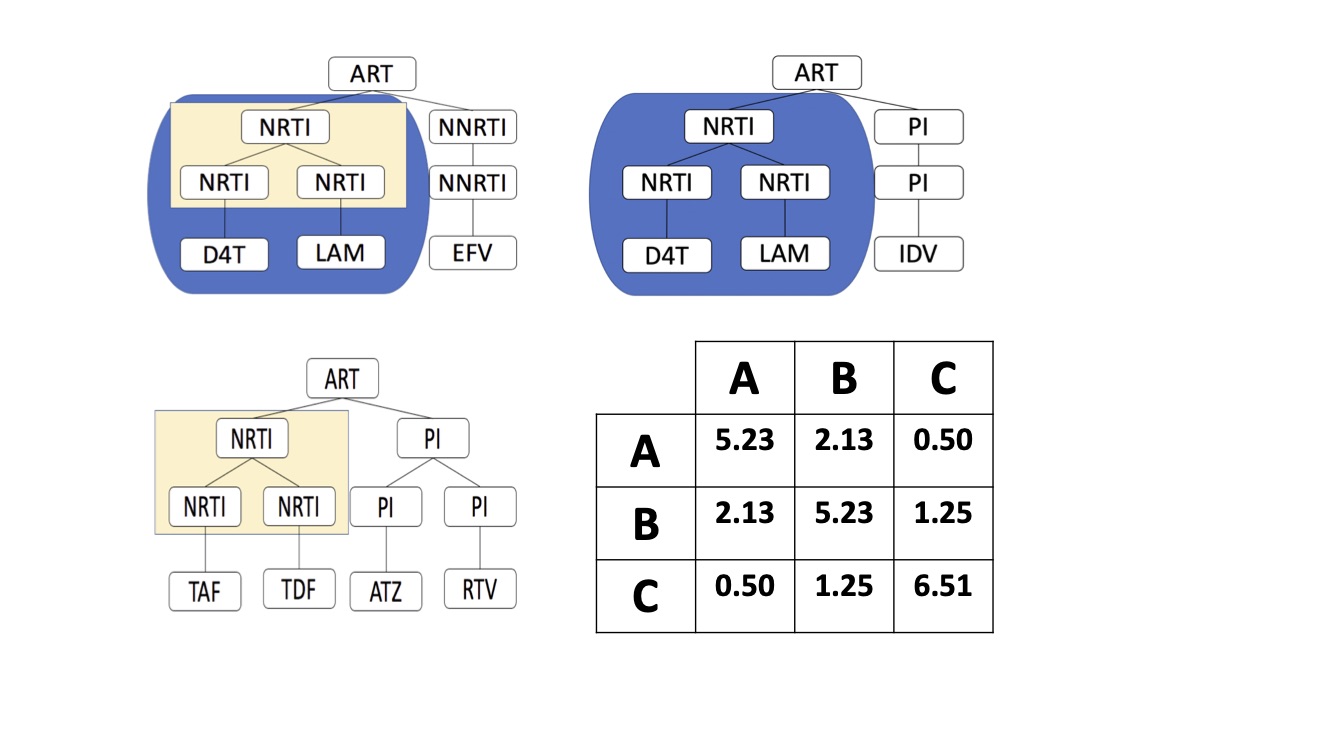 ART
NRTI NNRTI
NRTI NRTI NNRTI
D4T LAM EFV
ART
NRTI PI
NRTI NRTI PI
D4T LAM IDV
ART
NRTI PI
NRTI NRTI PI PI
TAF TDF ATZ RTV
A B C
A 5.23 2.13 0.50
B 2.13 5.23 1.25
C 0.50 1.25 6.51